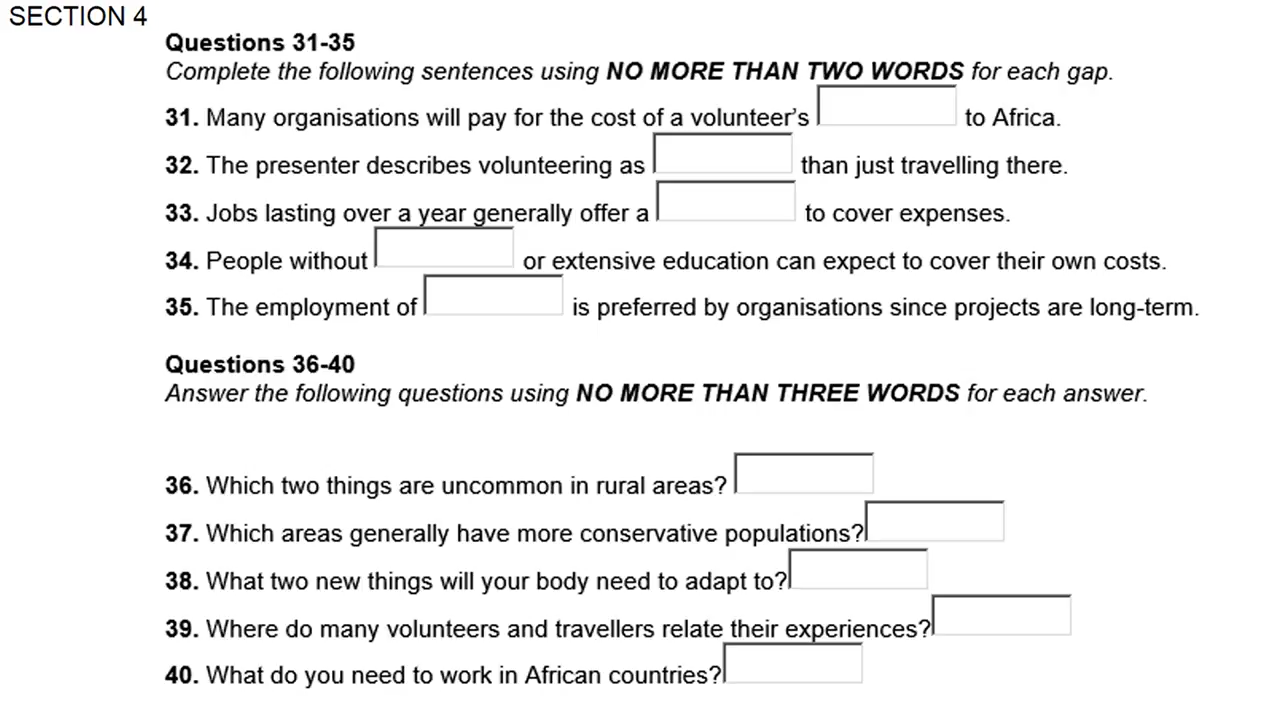 SECTION 4
Questions 31-35
Complete the following sentences using NO MORE THAN TWO WORDS for each gap.
31. Many organisations will pay for the cost of a volunteer's to Africa.
32. The presenter describes volunteering as than just travelling there.
33. Jobs lasting over a year generally offer a to cover expenses.
34. People without or extensive education can expect to cover their own costs.
35. The employment of is preferred by organisations since projects are long-term.
Questions 36-40
Answer the following questions using NO MORE THAN THREE WORDS for each answer.
36. Which two things are uncommon in rural areas?
37. Which areas generally have more conservative populations?
38. What two new things will your body need to adapt to?
39. Where do many volunteers and travellers relate their experiences?
40. What do you need to work in African countries?